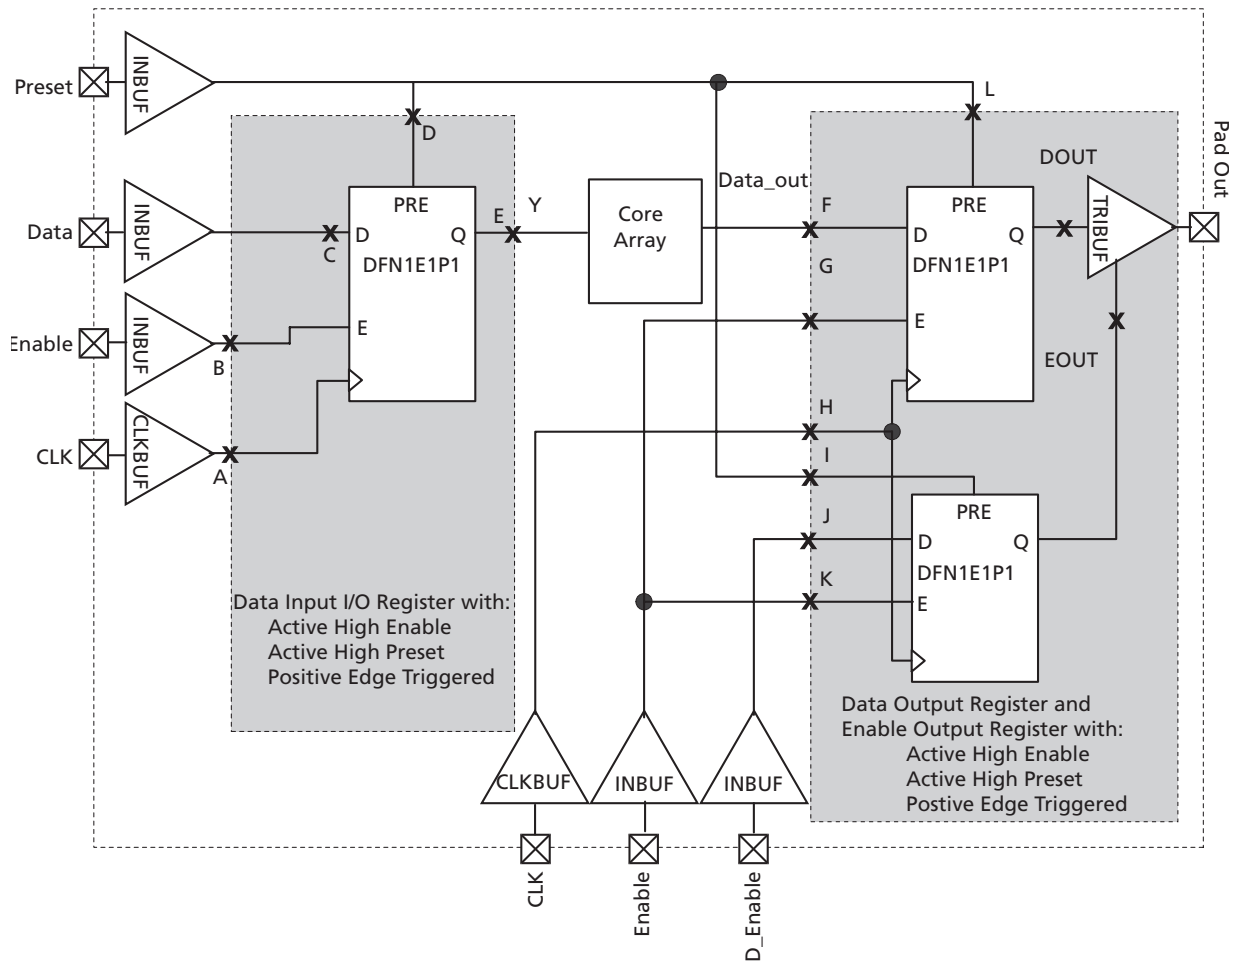 Preset
INBUF
L
D
Pad Out
DOUT
Data_out
INBUF
PRE
E
Y
Core
Array
F
PRE
TRIBUF
Data
C
D
Q
D
Q
DFN1E1P1
G
DFN1E1P1
INBUF
E
E
Enable
B
EOUT
CLKBUF
H
CLK
A
I
PRE
J
D
Q
DFN1E1P1
K
E
Data Input I/O Register with:
Active High Enable
Active High Preset
Positive Edge Triggered
Data Output Register and
Enable Output Register with:
Active High Enable
Active High Preset
Postive Edge Triggered
CLKBUF
INBUF
INBUF
CLK
Enable
D_Enable